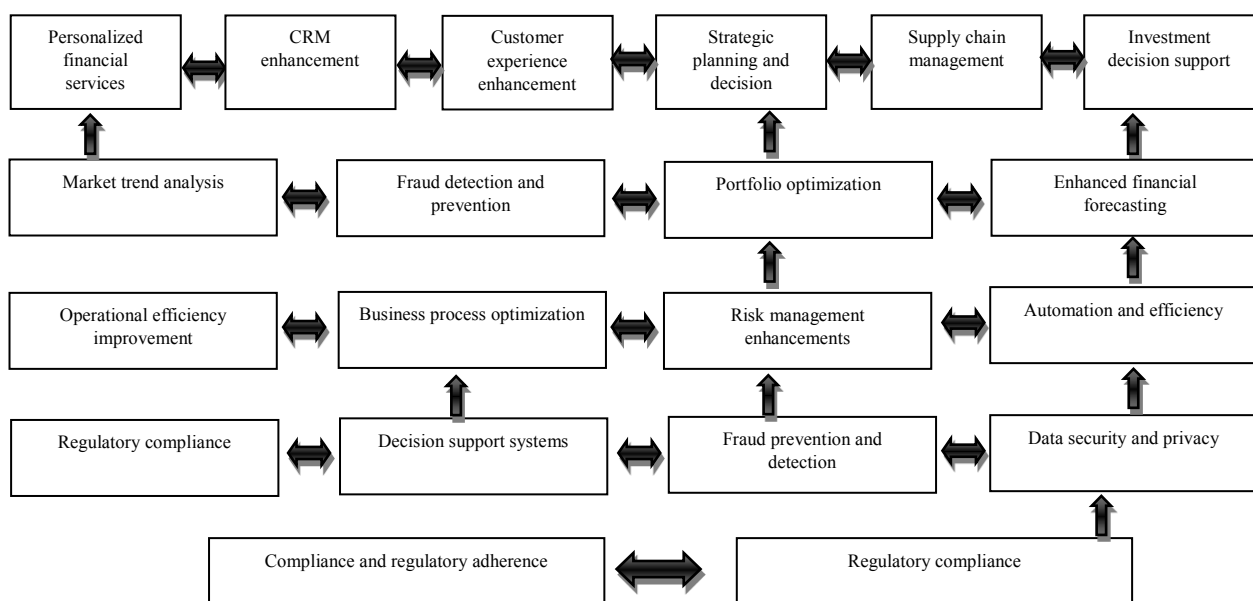 Personalized
financial
services
CRM
enhancement
Customer
experience
enhancement
Strategic
planning and
decision
Supply chain
management
Investment
decision support
Market trend analysis
Fraud detection and
prevention
Portfolio optimization
Enhanced financial
forecasting
Operational efficiency
improvement
Business process optimization
Risk management
enhancements
Automation and efficiency
Regulatory compliance
Decision support systems
Fraud prevention and
detection
Data security and privacy
Compliance and regulatory adherence
Regulatory compliance